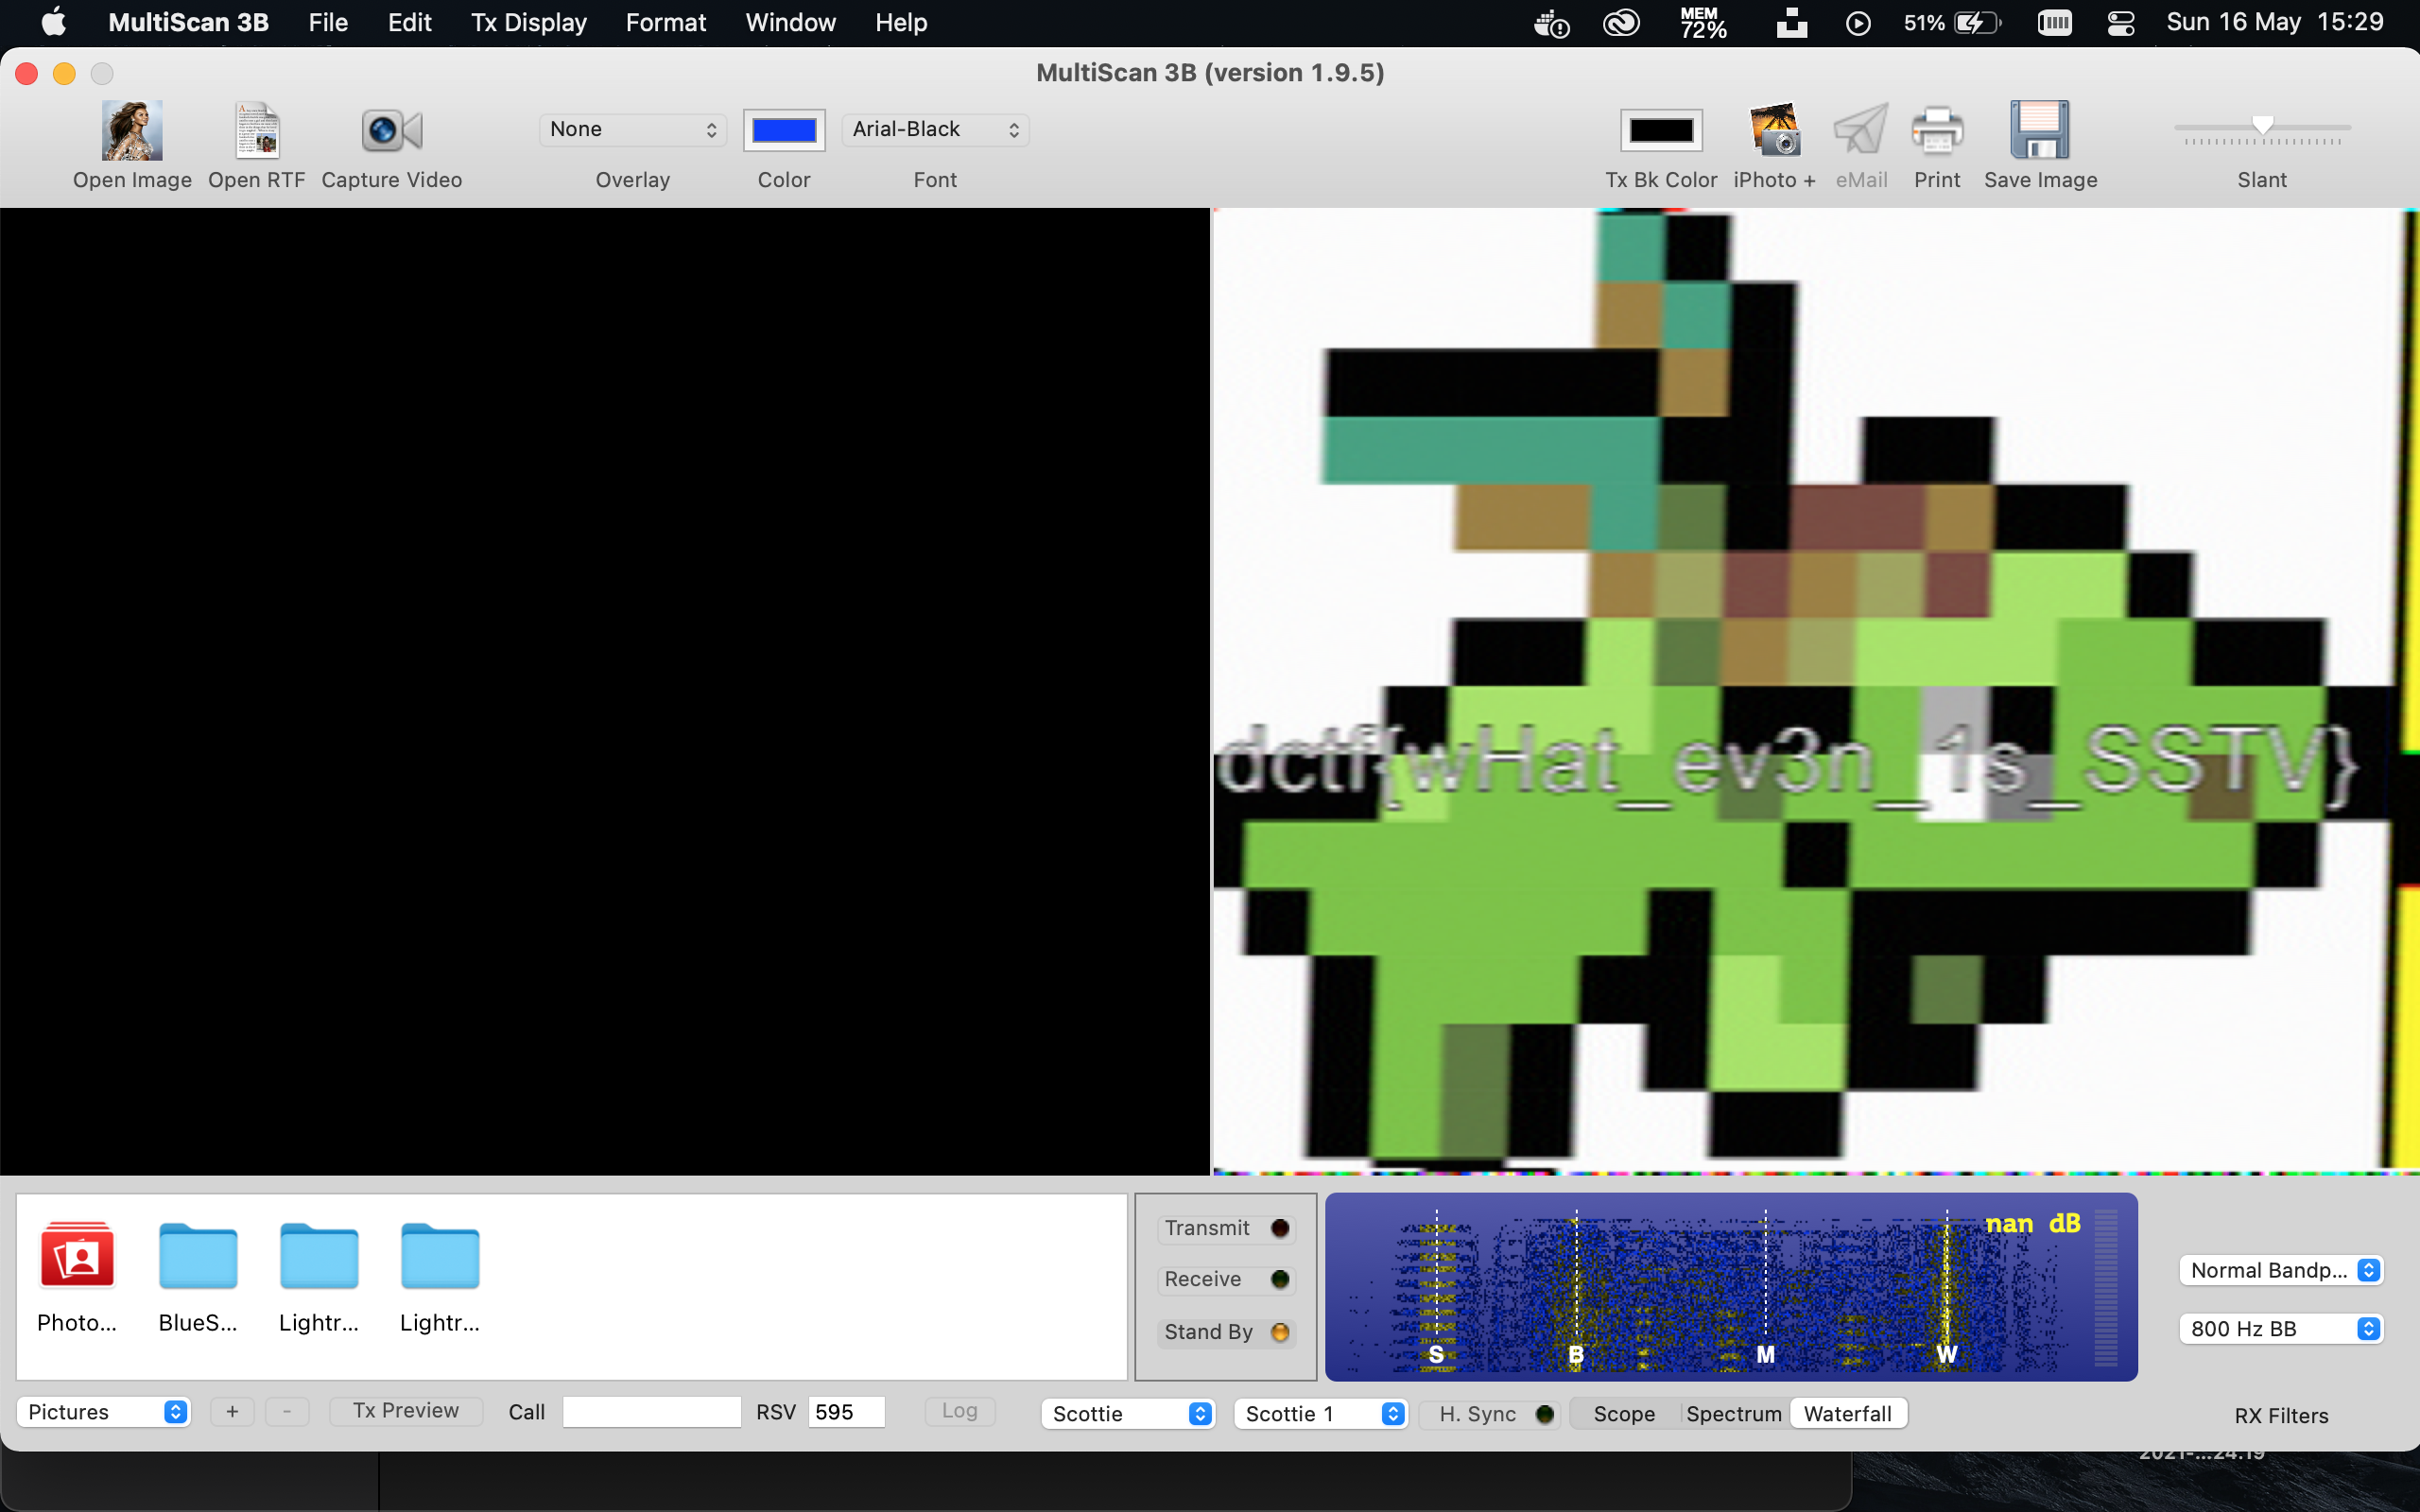 MultiScan 3B File Edit Tx Display Format Window Help MEM 72% 51% Sun 16 May 15:29
MultiScan 3B (version 1.9.5)
None Arial-Black
Open Image Open RTF Capture Video Overlay Color Font Tx Bk Color iPhoto + eMail Print Save Image Slant
dctf{wHat_ev3n_1s_SSTV}
Transmit nan dB
Receive Normal Bandp...
Photo... BlueS... Lightr... Lightr... Stand By 800 Hz BB
S B M W
Pictures + - Tx Preview Call RSV 595 Log Scottie Scottie 1 H. Sync Scope Spectrum Waterfall RX Filters
2021-...24.19